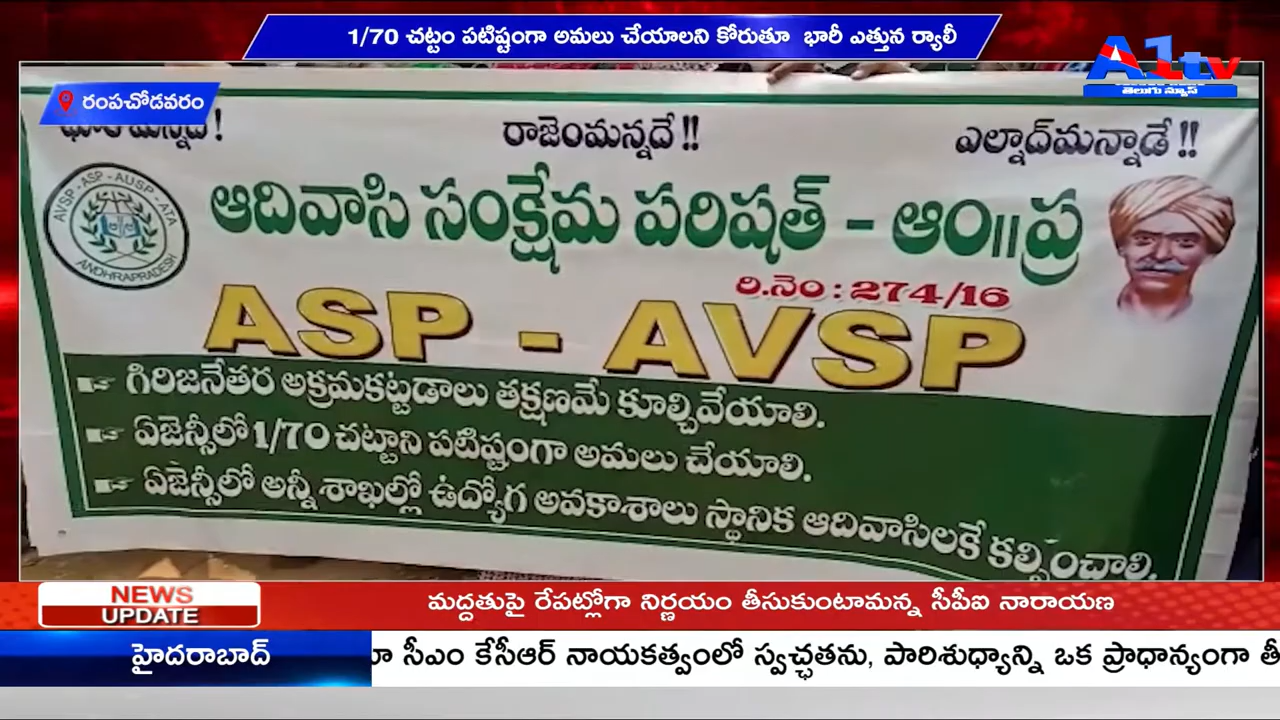 1/70 చట్టం పటిష్టంగా అమలు చేయాలని కోరుతూ భారీ ఎత్తున ర్యాలీ
A1tv
తెలుగు న్యూస్
రంపచోడవరం
రాజెంమన్నదే !! ఎల్నాద్‌మన్నాడే !!
AVSP - ASP - AUSP - ATA
ANDHRAPRADESH
ఆదివాసి సంక్షేమ పరిషత్ - ఆం॥ప్ర
రి.నెం : 274/16
ASP - AVSP
గిరిజనేతర అక్రమకట్టడాలు తక్షణమే కూల్చివేయాలి.
ఏజెన్సీలో 1/70 చట్టాని పటిష్టంగా అమలు చేయాలి.
ఏజెన్సీలో అన్నీ శాఖల్లో ఉద్యోగ అవకాశాలు స్థానిక ఆదివాసిలకే కల్పించాలి.
NEWS
UPDATE
మద్దతుపై రేపట్లోగా నిర్ణయం తీసుకుంటామన్న సీపీఐ నారాయణ
హైదరాబాద్
సీఎం కేసీఆర్ నాయకత్వంలో స్వచ్ఛతను, పారిశుధ్యాన్ని ఒక ప్రాధాన్యంగా తీ